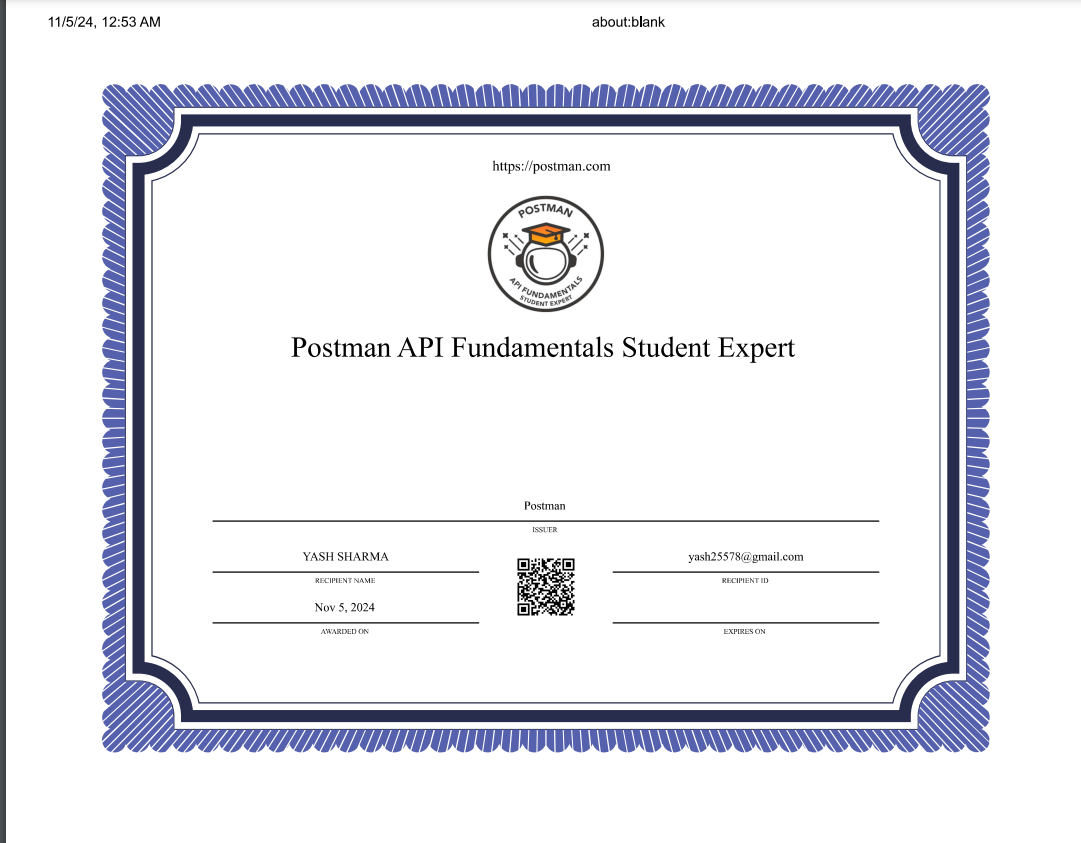 11/5/24, 12:53 AM about:blank
https://postman.com
POSTMAN
API FUNDAMENTALS
STUDENT EXPERT
Postman API Fundamentals Student Expert
Postman
ISSUER
YASH SHARMA yash25578@gmail.com
RECIPIENT NAME RECIPIENT ID
Nov 5, 2024
AWARDED ON EXPIRES ON